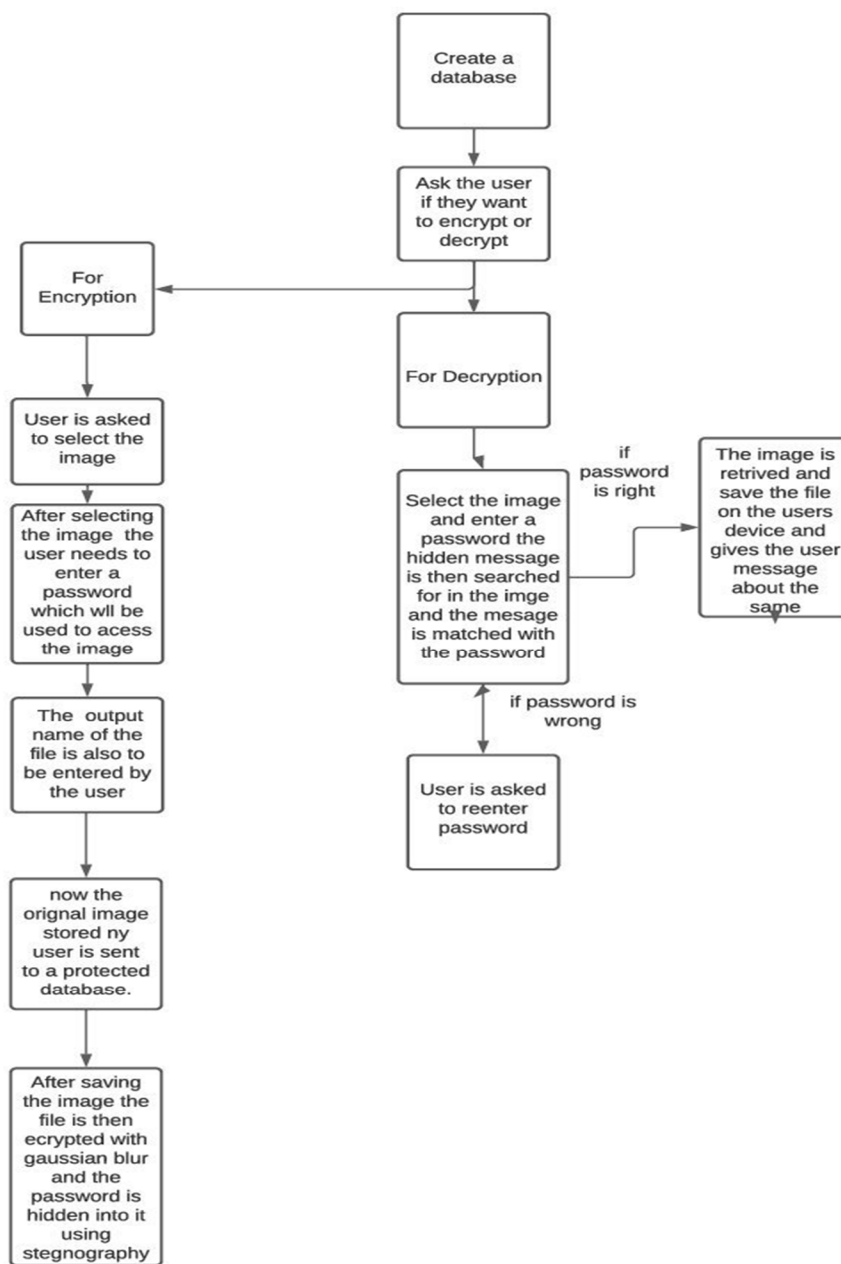 Create a
database
Ask the user
if they want
to encrypt or
decrypt
For
Encryption
For Decryption
User is asked
to select the
image
After selecting
the image the
user needs to
enter a
password
which wll be
used to acess
the image
The output
name of the
file is also to
be entered by
the user
now the
orignal image
stored ny
user is sent
to a protected
database.
After saving
the image the
file is then
ecrypted with
gaussian blur
and the
password is
hidden into it
using
stegnography
Select the image
and enter a
password the
hidden message
is then searched
for in the imge
and the mesage
is matched with
the password
if
password
is right
The image is
retrived and
save the file
on the users
device and
gives the user
message
about the
same
if password is
wrong
User is asked
to reenter
password